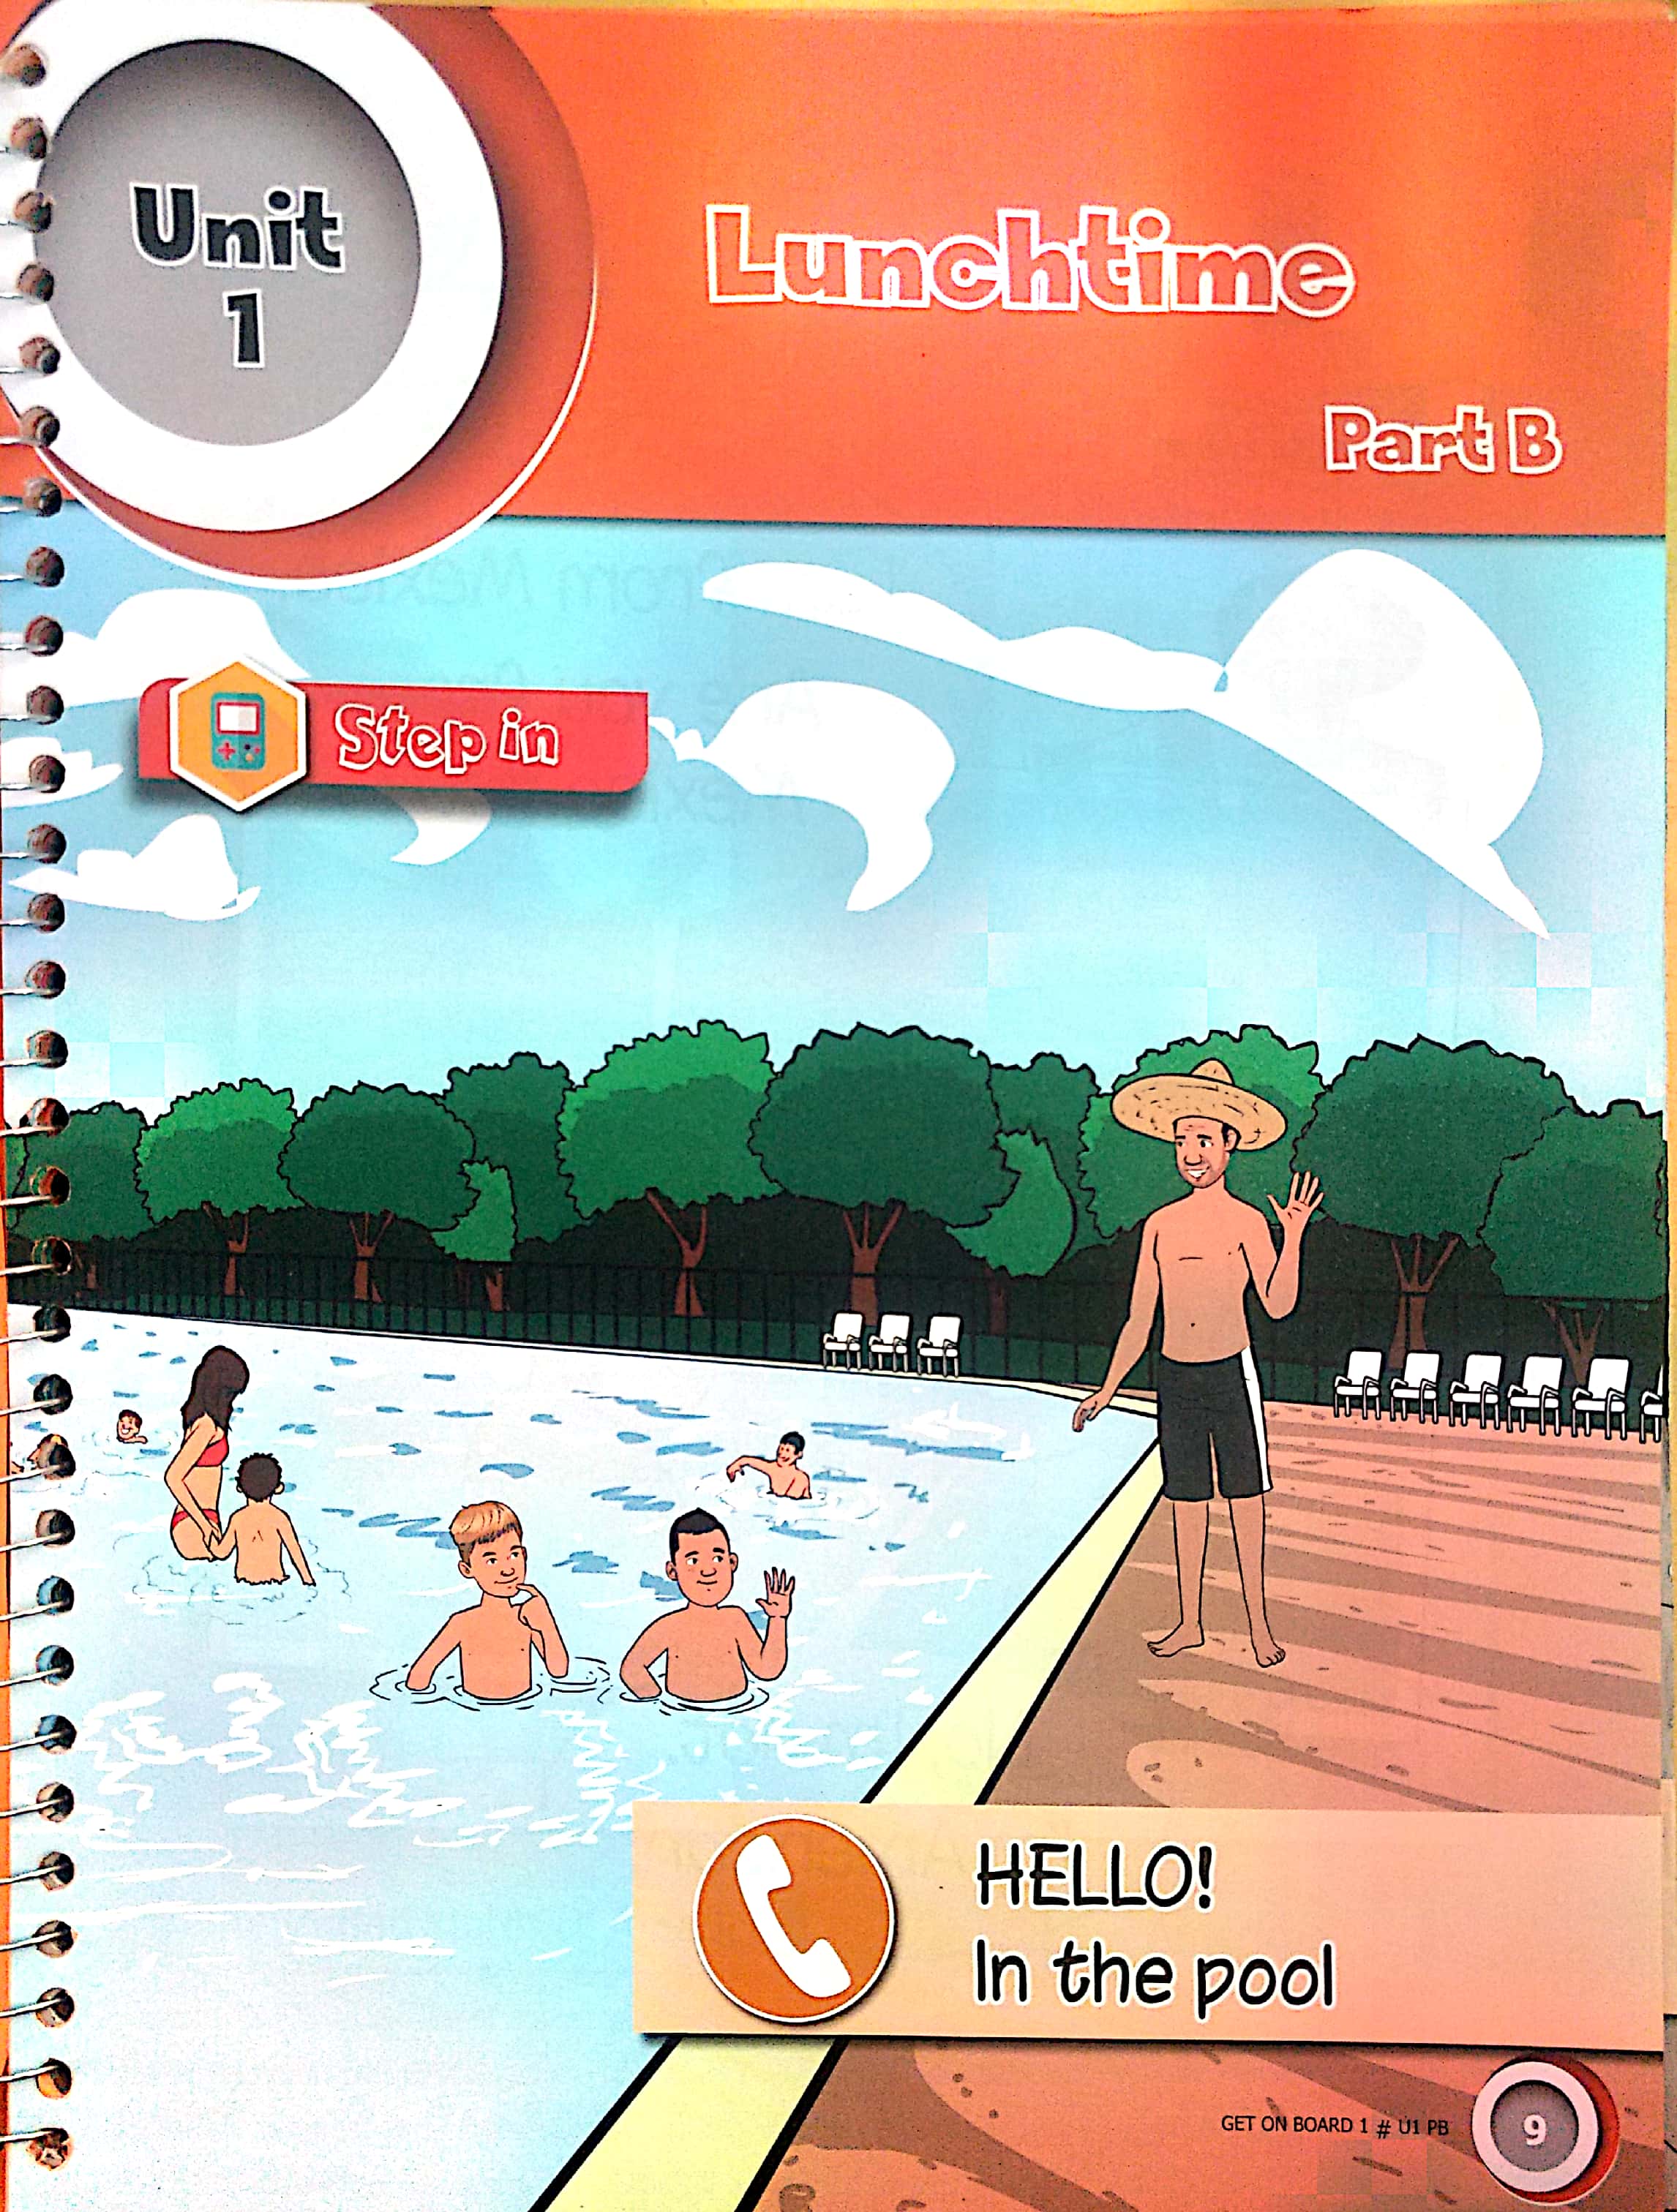 Unit
1
Lunchtime
Part B
Step in
HELLO!
In the pool
GET ON BOARD 1 # U1 PB
9